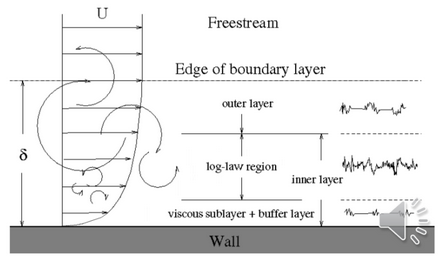 U
Freestream
Edge of boundary layer
outer layer
δ
log-law region
inner layer
viscous sublayer + buffer layer
Wall